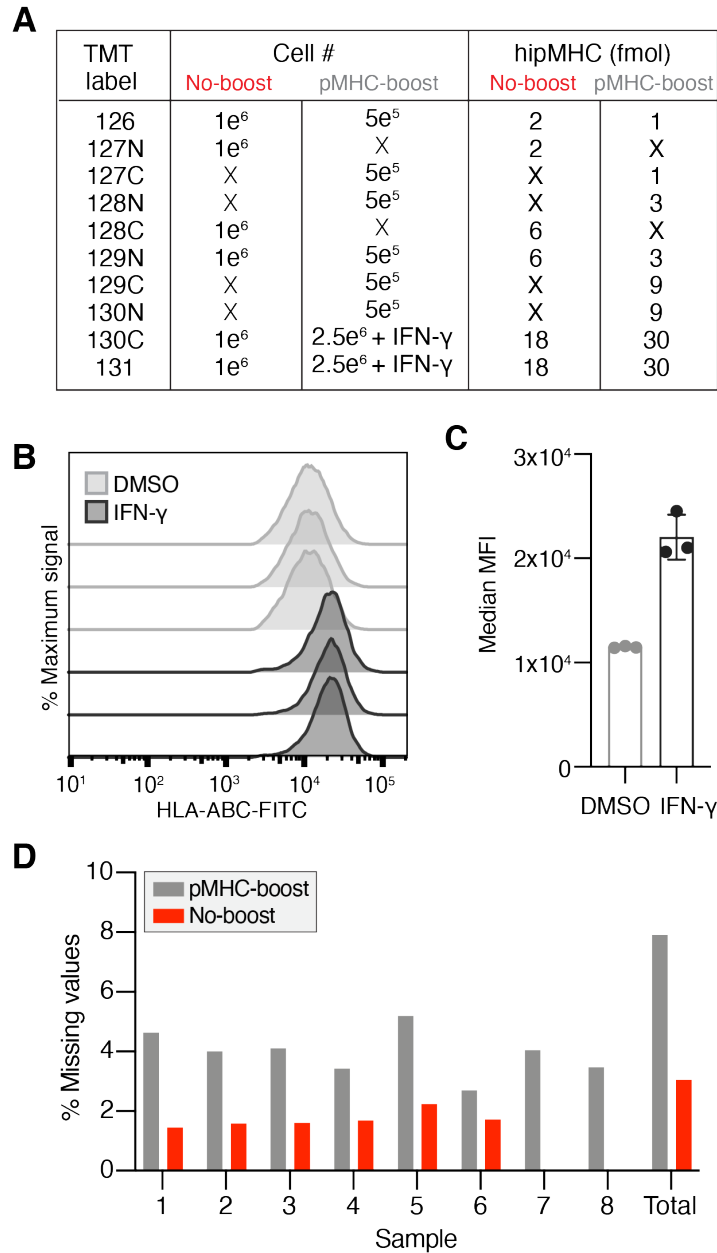 A
TMT label Cell # hipMHC (fmol)
No-boost pMHC-boost No-boost pMHC-boost
126 1e⁶ 5e⁵ 2 1
127N 1e⁶ X 2 X
127C X 5e⁵ X 1
128N X 5e⁵ X 3
128C 1e⁶ X 6 X
129N 1e⁶ 5e⁵ 6 3
129C X 5e⁵ X 9
130N X 5e⁵ X 9
130C 1e⁶ 2.5e⁶ + IFN-γ 18 30
131 1e⁶ 2.5e⁶ + IFN-γ 18 30
B
DMSO
IFN-γ
% Maximum signal
10¹ 10² 10³ 10⁴ 10⁵
HLA-ABC-FITC
C
3x10⁴
2x10⁴
1x10⁴
0
Median MFI
DMSO IFN-γ
D
pMHC-boost
No-boost
10
8
6
4
2
0
% Missing values
1 2 3 4 5 6 7 8 Total
Sample